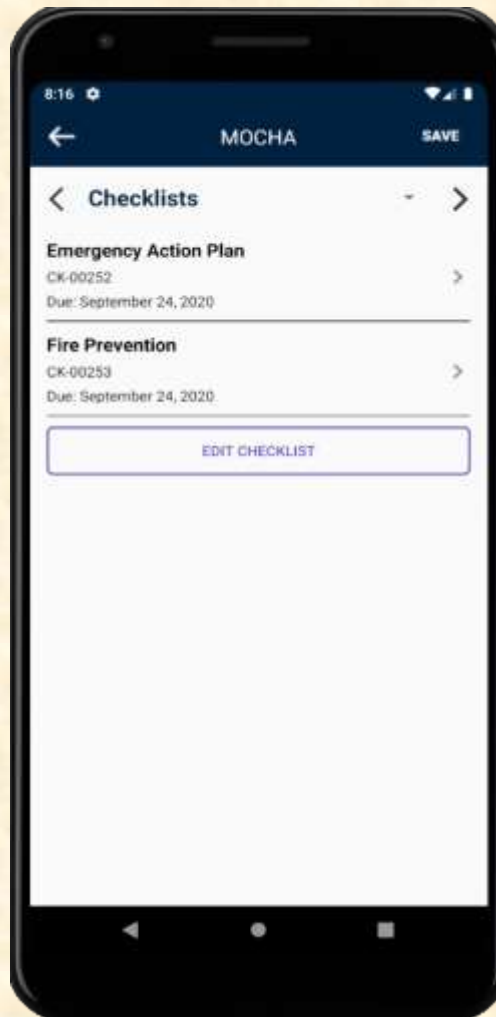 8:16
MOCHA
SAVE
Checklists
Emergency Action Plan
CK-00252
Due: September 24, 2020
Fire Prevention
CK-00253
Due: September 24, 2020
EDIT CHECKLIST